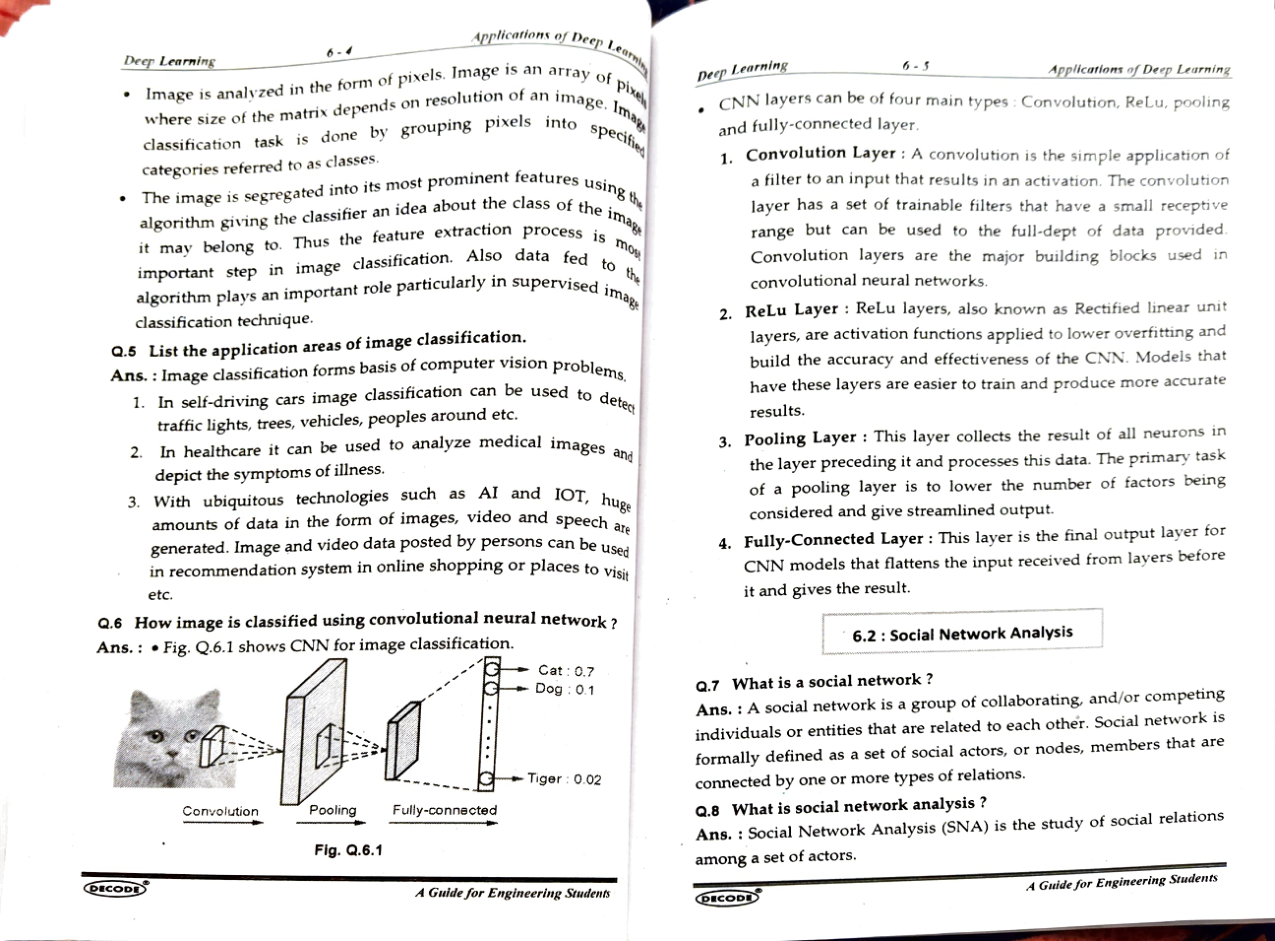 Deep Learning 6 - 4 Applications of Deep Learning
• Image is analyzed in the form of pixels. Image is an array of pixels
where size of the matrix depends on resolution of an image. Image
classification task is done by grouping pixels into specified
categories referred to as classes.
• The image is segregated into its most prominent features using the
algorithm giving the classifier an idea about the class of the image
it may belong to. Thus the feature extraction process is most
important step in image classification. Also data fed to the
algorithm plays an important role particularly in supervised image
classification technique.
Q.5 List the application areas of image classification.
Ans. : Image classification forms basis of computer vision problems.
1. In self-driving cars image classification can be used to detect
traffic lights, trees, vehicles, peoples around etc.
2. In healthcare it can be used to analyze medical images and
depict the symptoms of illness.
3. With ubiquitous technologies such as AI and IOT, huge
amounts of data in the form of images, video and speech are
generated. Image and video data posted by persons can be used
in recommendation system in online shopping or places to visit
etc.
Q.6 How image is classified using convolutional neural network ?
Ans. : • Fig. Q.6.1 shows CNN for image classification.
Cat : 0.7
Dog : 0.1
Tiger : 0.02
Convolution Pooling Fully-connected
Fig. Q.6.1
DECODE® A Guide for Engineering Students
Deep Learning 6 - 5 Applications of Deep Learning
• CNN layers can be of four main types : Convolution, ReLu, pooling
and fully-connected layer.
1. Convolution Layer : A convolution is the simple application of
a filter to an input that results in an activation. The convolution
layer has a set of trainable filters that have a small receptive
range but can be used to the full-dept of data provided.
Convolution layers are the major building blocks used in
convolutional neural networks.
2. ReLu Layer : ReLu layers, also known as Rectified linear unit
layers, are activation functions applied to lower overfitting and
build the accuracy and effectiveness of the CNN. Models that
have these layers are easier to train and produce more accurate
results.
3. Pooling Layer : This layer collects the result of all neurons in
the layer preceding it and processes this data. The primary task
of a pooling layer is to lower the number of factors being
considered and give streamlined output.
4. Fully-Connected Layer : This layer is the final output layer for
CNN models that flattens the input received from layers before
it and gives the result.
6.2 : Social Network Analysis
Q.7 What is a social network ?
Ans. : A social network is a group of collaborating, and/or competing
individuals or entities that are related to each other. Social network is
formally defined as a set of social actors, or nodes, members that are
connected by one or more types of relations.
Q.8 What is social network analysis ?
Ans. : Social Network Analysis (SNA) is the study of social relations
among a set of actors.
DECODE® A Guide for Engineering Students